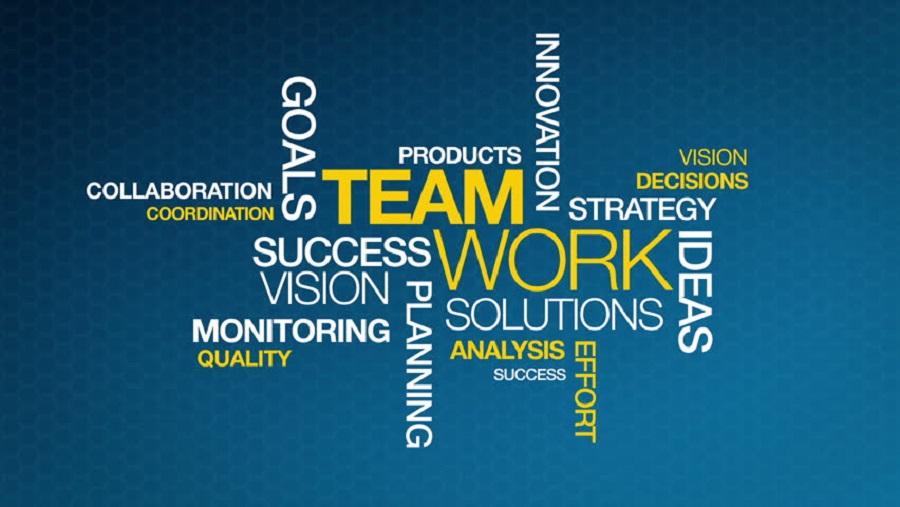 INNOVATION
GOALS
PRODUCTS
VISION
DECISIONS
COLLABORATION
TEAM
COORDINATION
STRATEGY
SUCCESS
WORK
IDEAS
VISION
PLANNING
SOLUTIONS
MONITORING
ANALYSIS
QUALITY
SUCCESS
EFFORT